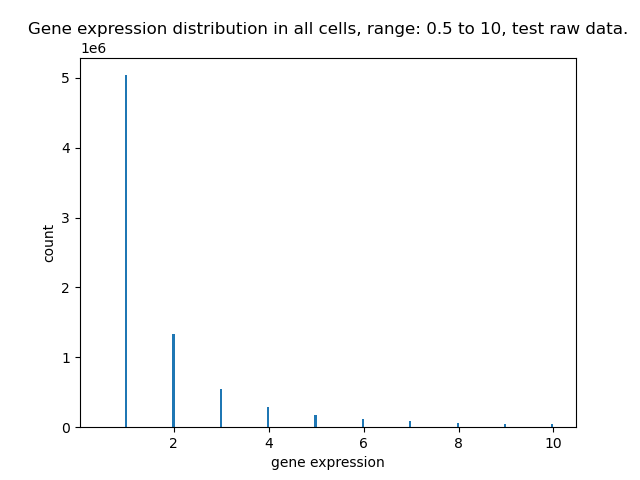 Gene expression distribution in all cells, range: 0.5 to 10, test raw data.
1e6
5
4
3
2
1
0
count
2 4 6 8 10
gene expression